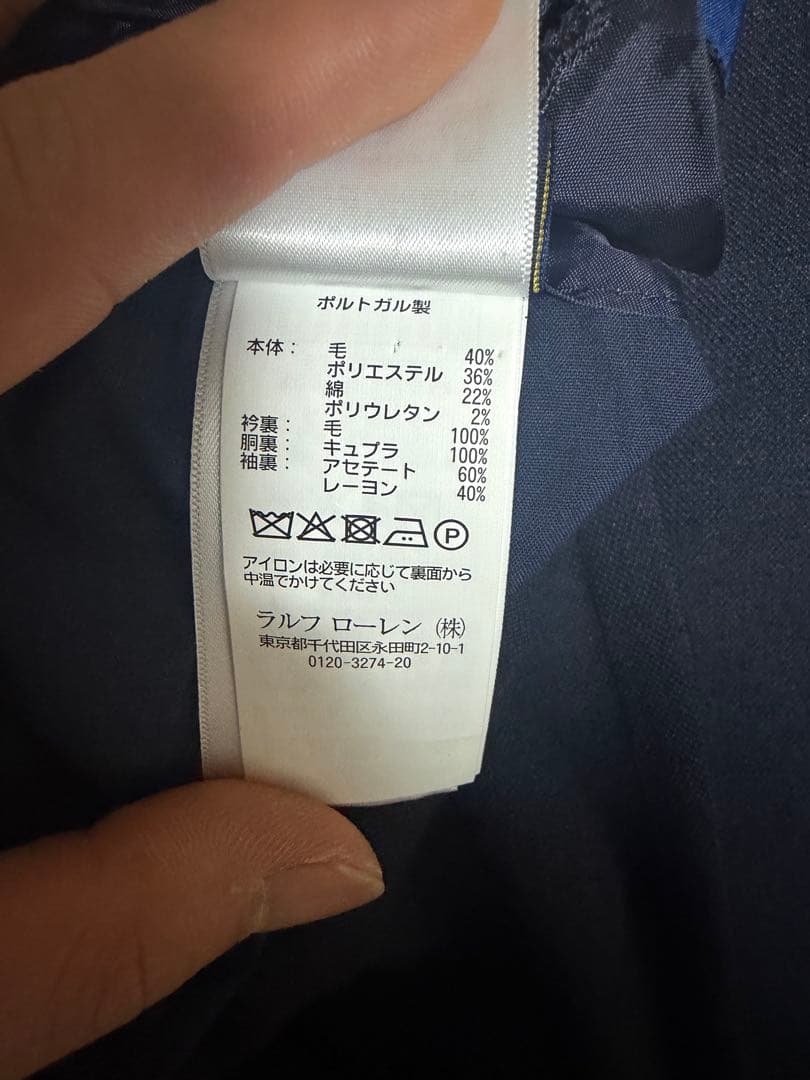 ポルトガル製
本体: 毛 40%
ポリエステル 36%
綿 22%
ポリウレタン 2%
衿裏: 毛 100%
胴裏: キュプラ 100%
袖裏: アセテート 60%
レーヨン 40%
P
アイロンは必要に応じて裏面から
中温でかけてください
ラルフ ローレン (株)
東京都千代田区永田町2-10-1
0120-3274-20